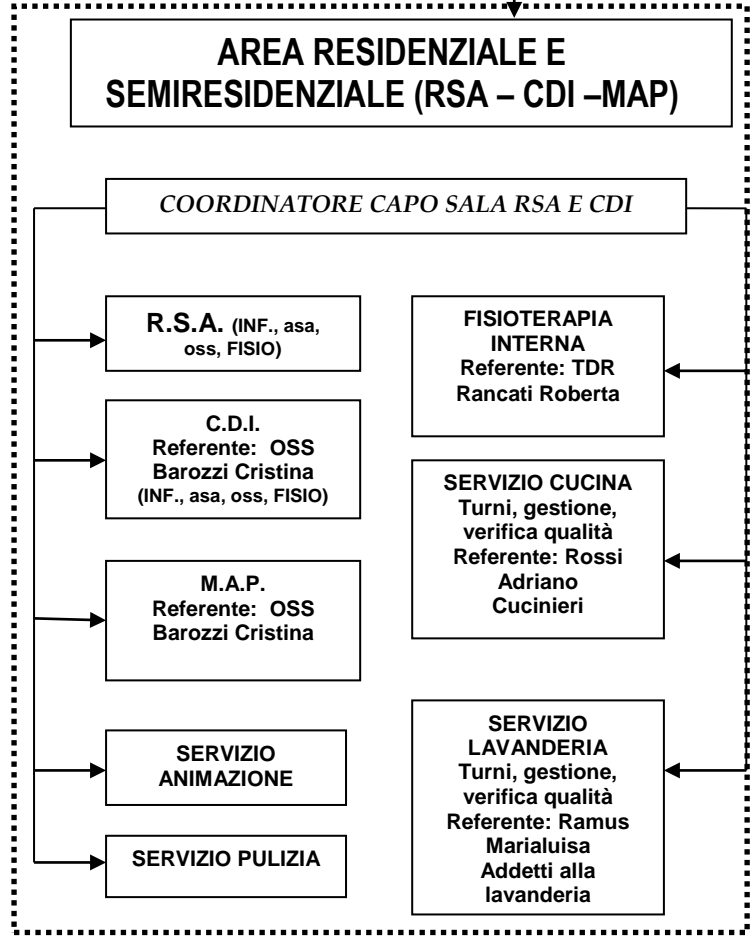 AREA RESIDENZIALE E
SEMIRESIDENZIALE (RSA – CDI –MAP)
COORDINATORE CAPO SALA RSA E CDI
R.S.A. (INF., asa,
oss, FISIO)
C.D.I.
Referente: OSS
Barozzi Cristina
(INF., asa, oss, FISIO)
M.A.P.
Referente: OSS
Barozzi Cristina
SERVIZIO
ANIMAZIONE
SERVIZIO PULIZIA
FISIOTERAPIA
INTERNA
Referente: TDR
Rancati Roberta
SERVIZIO CUCINA
Turni, gestione,
verifica qualità
Referente: Rossi
Adriano
Cucinieri
SERVIZIO
LAVANDERIA
Turni, gestione,
verifica qualità
Referente: Ramus
Marialuisa
Addetti alla
lavanderia